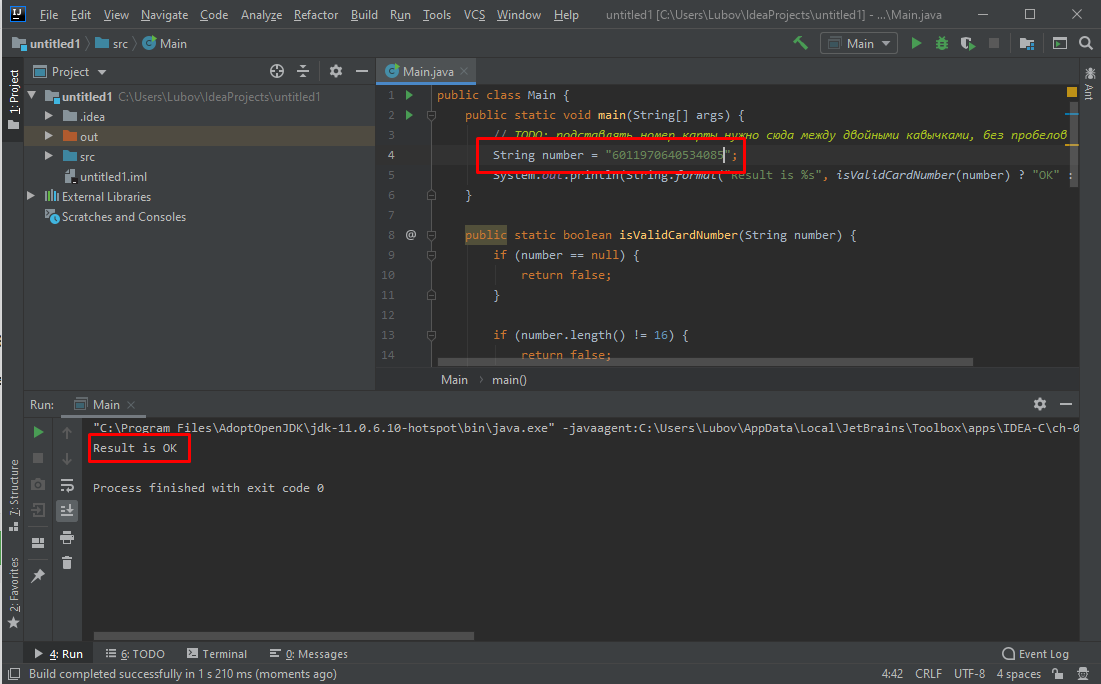 File Edit View Navigate Code Analyze Refactor Build Run Tools VCS Window Help untitled1 [C:\Users\Lubov\IdeaProjects\untitled1] - ...\Main.java
untitled1 src Main Main
1: Project
Project
untitled1 C:\Users\Lubov\IdeaProjects\untitled1
.idea
out
src
untitled1.iml
External Libraries
Scratches and Consoles
Main.java
1 public class Main {
2 public static void main(String[] args) {
3 // TODO: подставлять номер карты нужно сюда между двойными кавычками, без пробелов
4 String number = "6011970640534085";
5 System.out.println(String.format("Result is %s", isValidCardNumber(number) ? "OK" :
6 }
7
8 @ public static boolean isValidCardNumber(String number) {
9 if (number == null) {
10 return false;
11 }
12
13 if (number.length() != 16) {
14 return false;
Main main()
Ant
Run: Main
"C:\Program Files\AdoptOpenJDK\jdk-11.0.6.10-hotspot\bin\java.exe" -javaagent:C:\Users\Lubov\AppData\Local\JetBrains\Toolbox\apps\IDEA-C\ch-0
Result is OK
Process finished with exit code 0
7: Structure
2: Favorites
4: Run 6: TODO Terminal 0: Messages Event Log
Build completed successfully in 1 s 210 ms (moments ago) 4:42 CRLF UTF-8 4 spaces